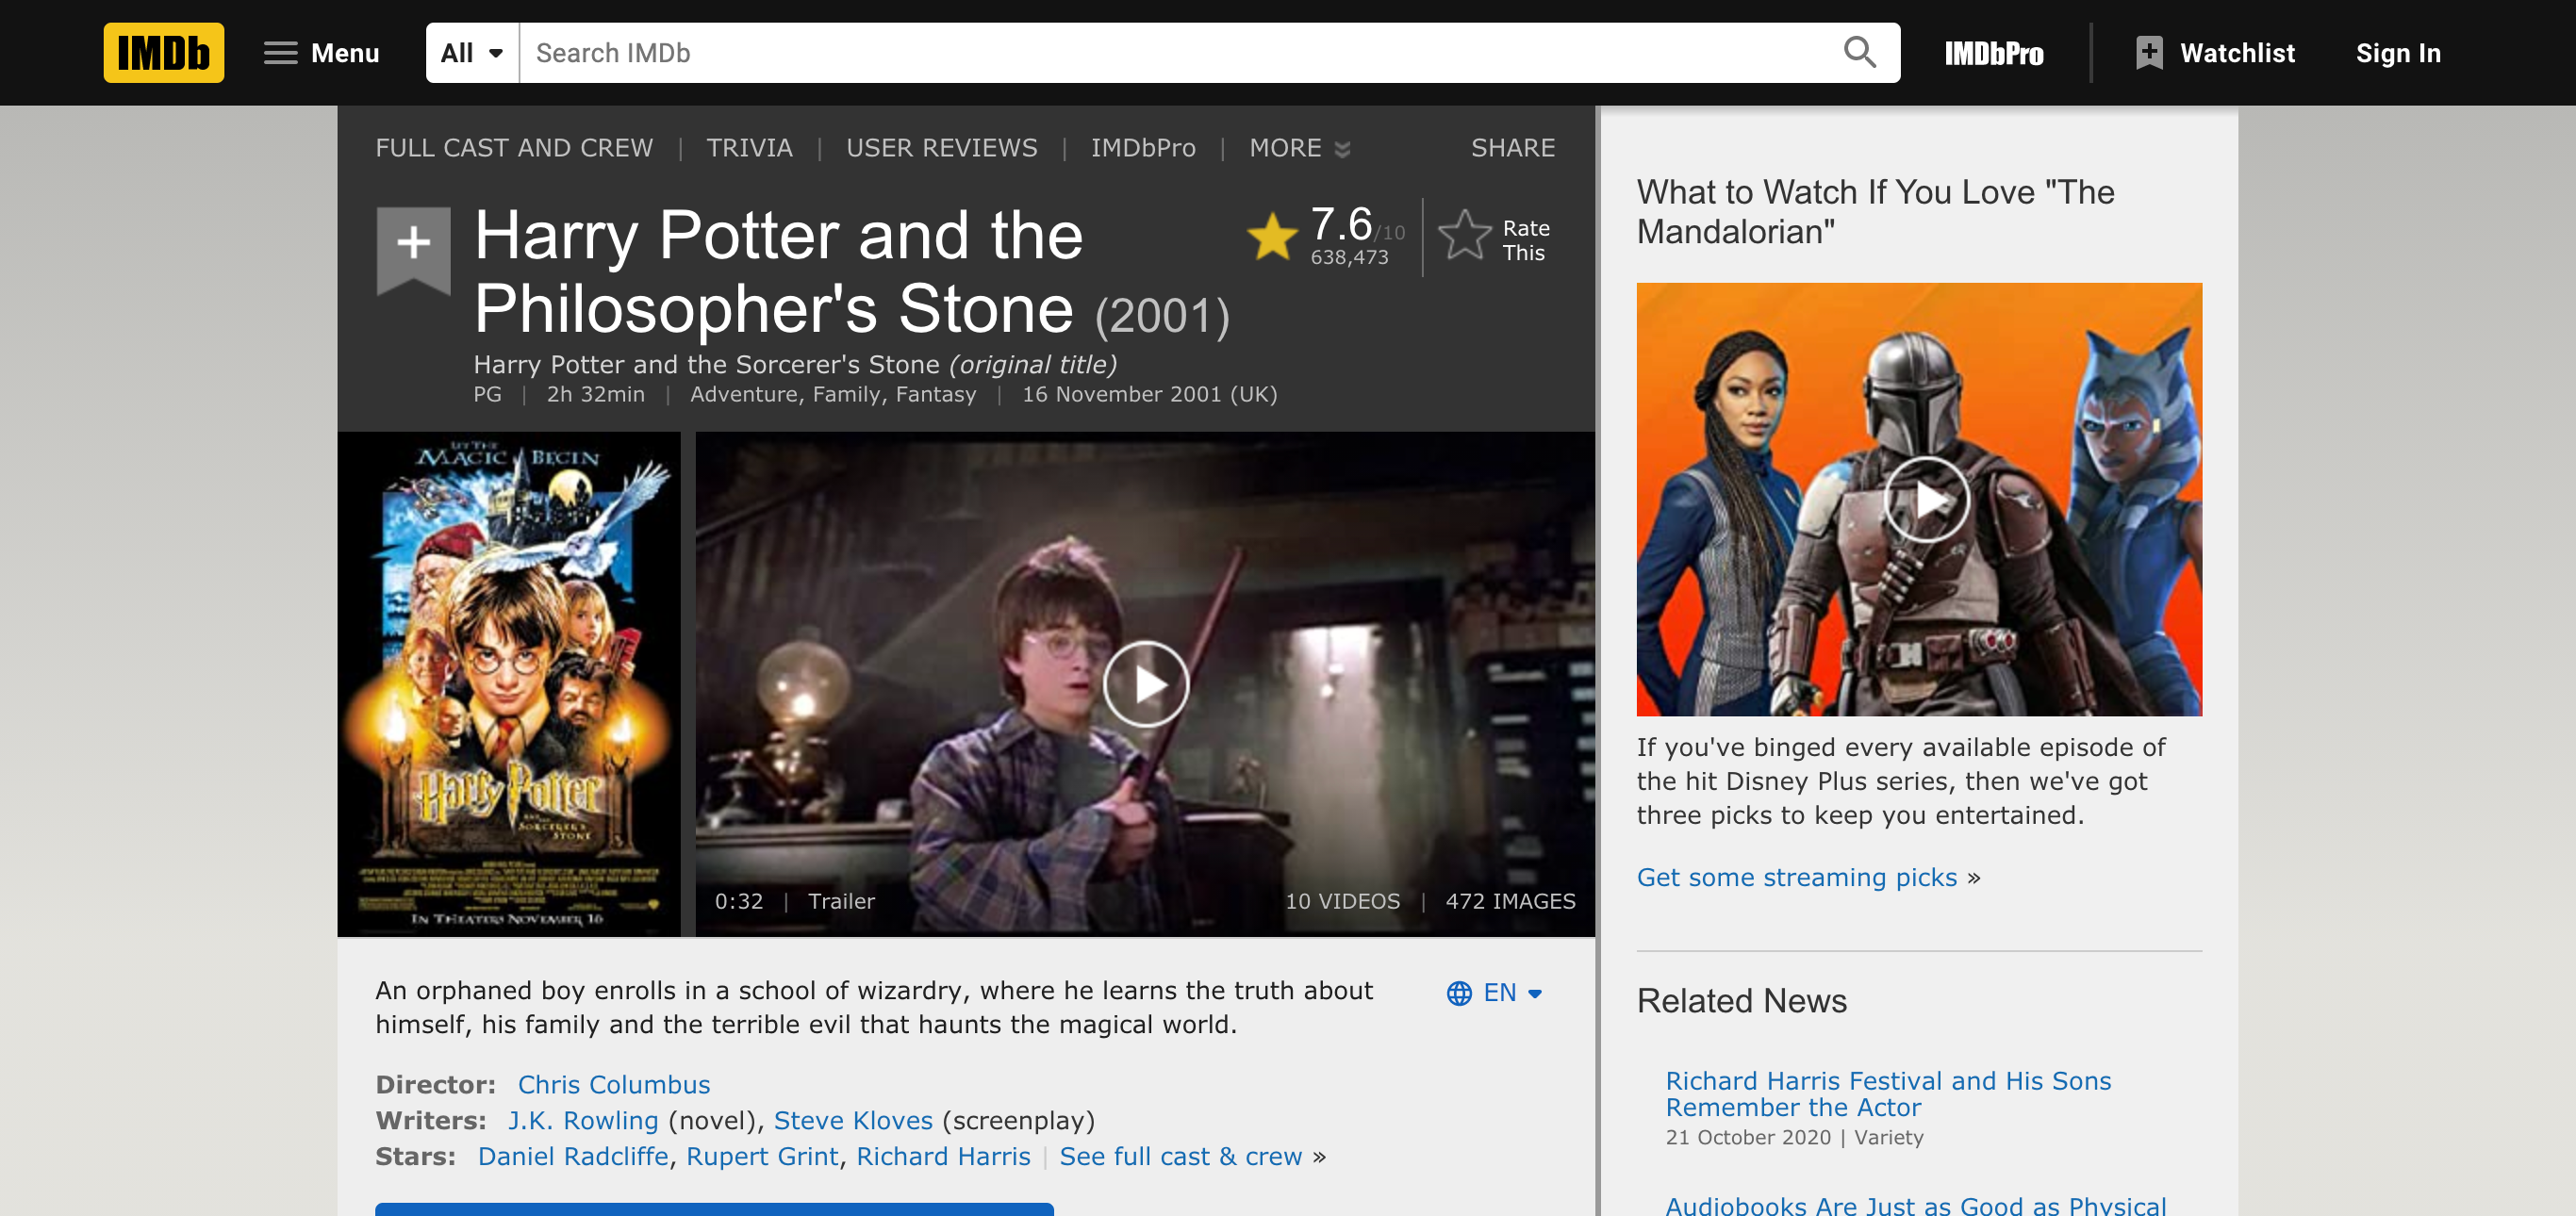 IMDb
Menu
All
Search IMDb
IMDbPro
Watchlist
Sign In
FULL CAST AND CREW | TRIVIA | USER REVIEWS | IMDbPro | MORE
SHARE
Harry Potter and the
Philosopher's Stone (2001)
7.6/10
638,473
Rate
This
Harry Potter and the Sorcerer's Stone (original title)
PG | 2h 32min | Adventure, Family, Fantasy | 16 November 2001 (UK)
LET THE
MAGIC BEGIN
Harry Potter
AND THE
SORCERER'S
STONE
IN THEATERS NOVEMBER 16
0:32 | Trailer
10 VIDEOS | 472 IMAGES
An orphaned boy enrolls in a school of wizardry, where he learns the truth about
himself, his family and the terrible evil that haunts the magical world.
EN
Director: Chris Columbus
Writers: J.K. Rowling (novel), Steve Kloves (screenplay)
Stars: Daniel Radcliffe, Rupert Grint, Richard Harris | See full cast & crew »
What to Watch If You Love "The
Mandalorian"
If you've binged every available episode of
the hit Disney Plus series, then we've got
three picks to keep you entertained.
Get some streaming picks »
Related News
Richard Harris Festival and His Sons
Remember the Actor
21 October 2020 | Variety
Audiobooks Are Just as Good as Physical